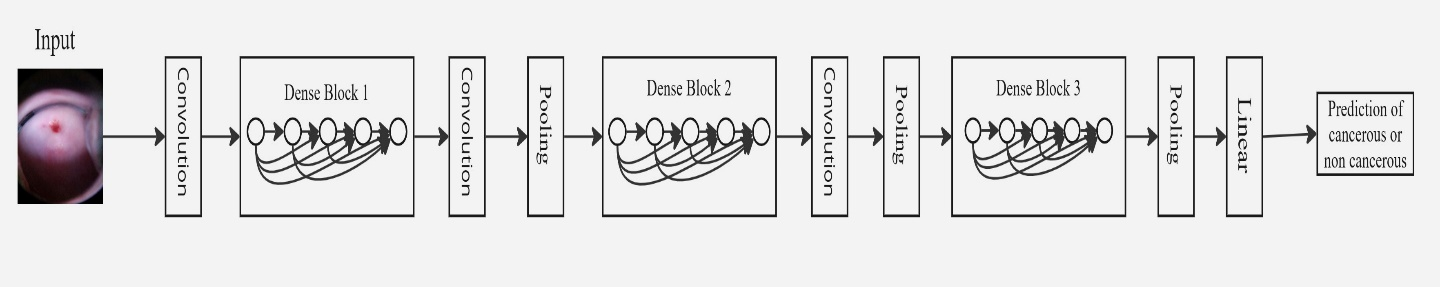 Input
Convolution
Dense Block 1
Convolution
Pooling
Dense Block 2
Convolution
Pooling
Dense Block 3
Pooling
Linear
Prediction of
cancerous or
non cancerous